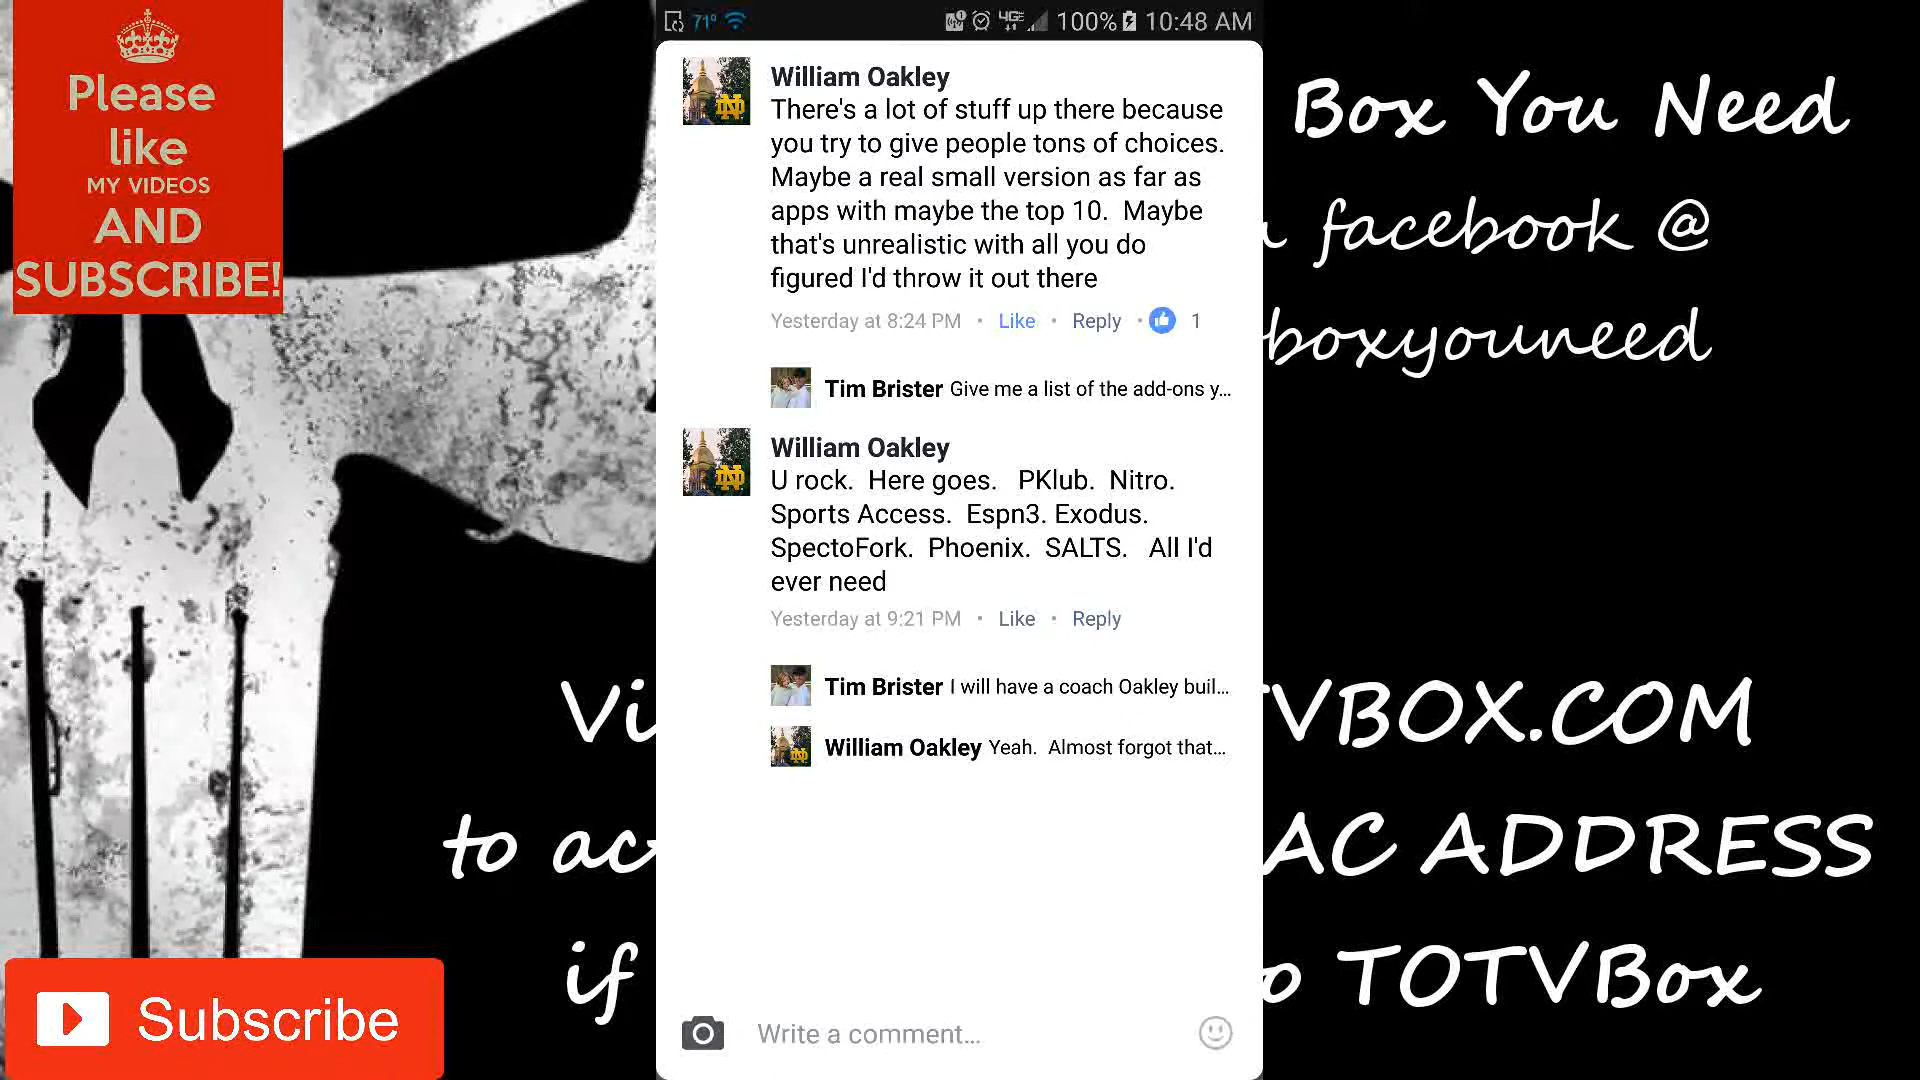 Please
like
MY VIDEOS
AND
SUBSCRIBE!
71°
4GE
100%
10:48 AM
William Oakley
There's a lot of stuff up there because
you try to give people tons of choices.
Maybe a real small version as far as
apps with maybe the top 10. Maybe
that's unrealistic with all you do
figured I'd throw it out there
Yesterday at 8:24 PM • Like • Reply • 1
Tim Brister Give me a list of the add-ons y...
William Oakley
U rock. Here goes. PKlub. Nitro.
Sports Access. Espn3. Exodus.
SpectoFork. Phoenix. SALTS. All I'd
ever need
Yesterday at 9:21 PM • Like • Reply
Tim Brister I will have a coach Oakley buil...
William Oakley Yeah. Almost forgot that...
Write a comment...
Box You Need
facebook @
boxyouneed
Vi
VBOX.COM
to ac
AC ADDRESS
if
o TOTVBox
Subscribe